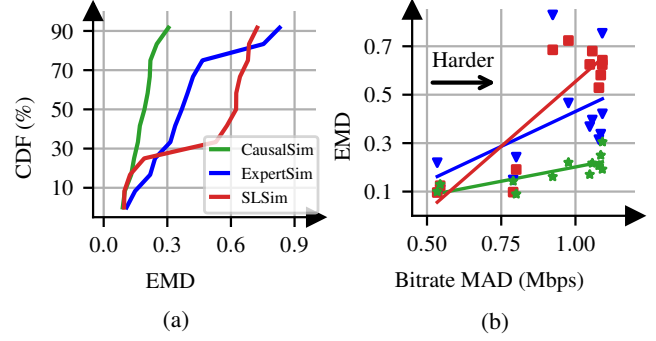 CDF (%)
90
70
50
30
10
CausalSim
ExpertSim
SLSim
0.0 0.3 0.6 0.9
EMD
(a)
EMD
0.7
0.5
0.3
0.1
Harder
0.50 0.75 1.00
Bitrate MAD (Mbps)
(b)